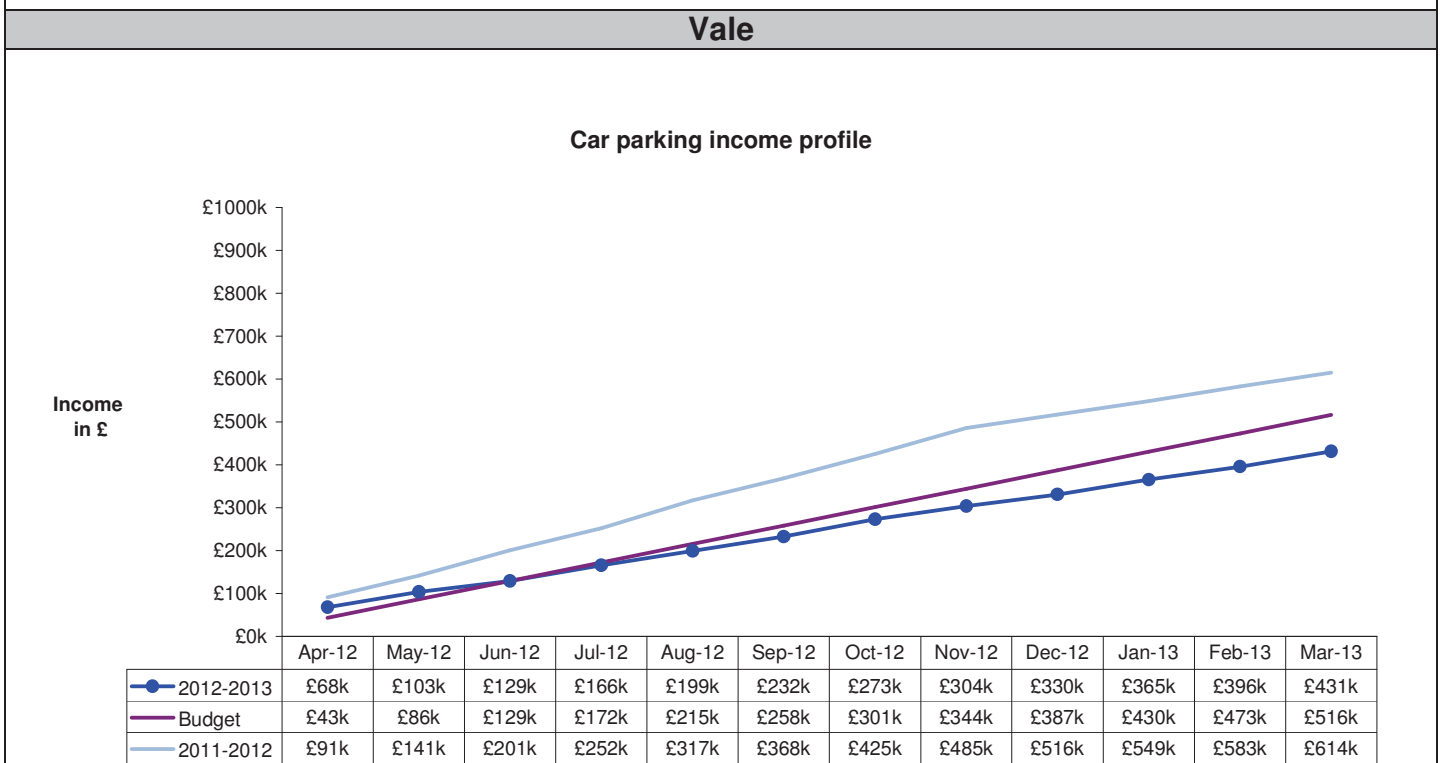 Vale
Car parking income profile
£1000k
£900k
£800k
£700k
£600k
£500k
£400k
£300k
£200k
£100k
£0k
Income
in £
Apr-12 May-12 Jun-12 Jul-12 Aug-12 Sep-12 Oct-12 Nov-12 Dec-12 Jan-13 Feb-13 Mar-13
2012-2013 £68k £103k £129k £166k £199k £232k £273k £304k £330k £365k £396k £431k
Budget £43k £86k £129k £172k £215k £258k £301k £344k £387k £430k £473k £516k
2011-2012 £91k £141k £201k £252k £317k £368k £425k £485k £516k £549k £583k £614k